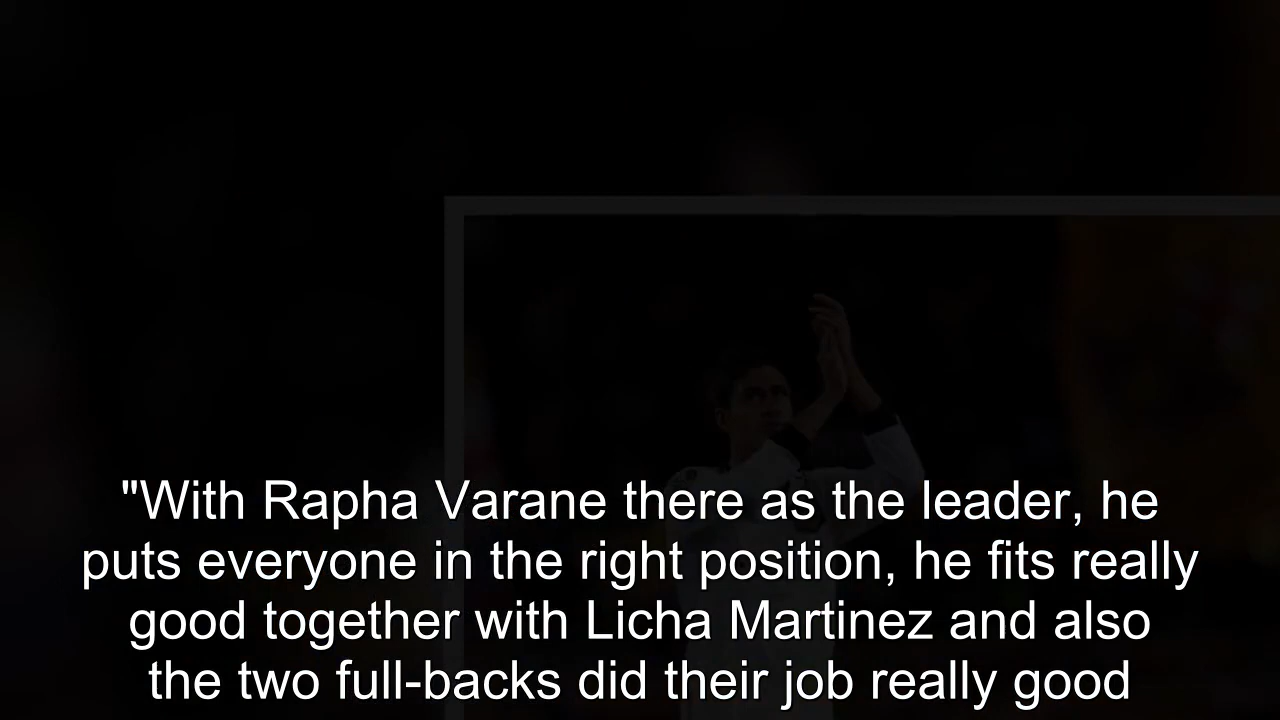 "With Rapha Varane there as the leader, he
puts everyone in the right position, he fits really
good together with Licha Martinez and also
the two full-backs did their job really good